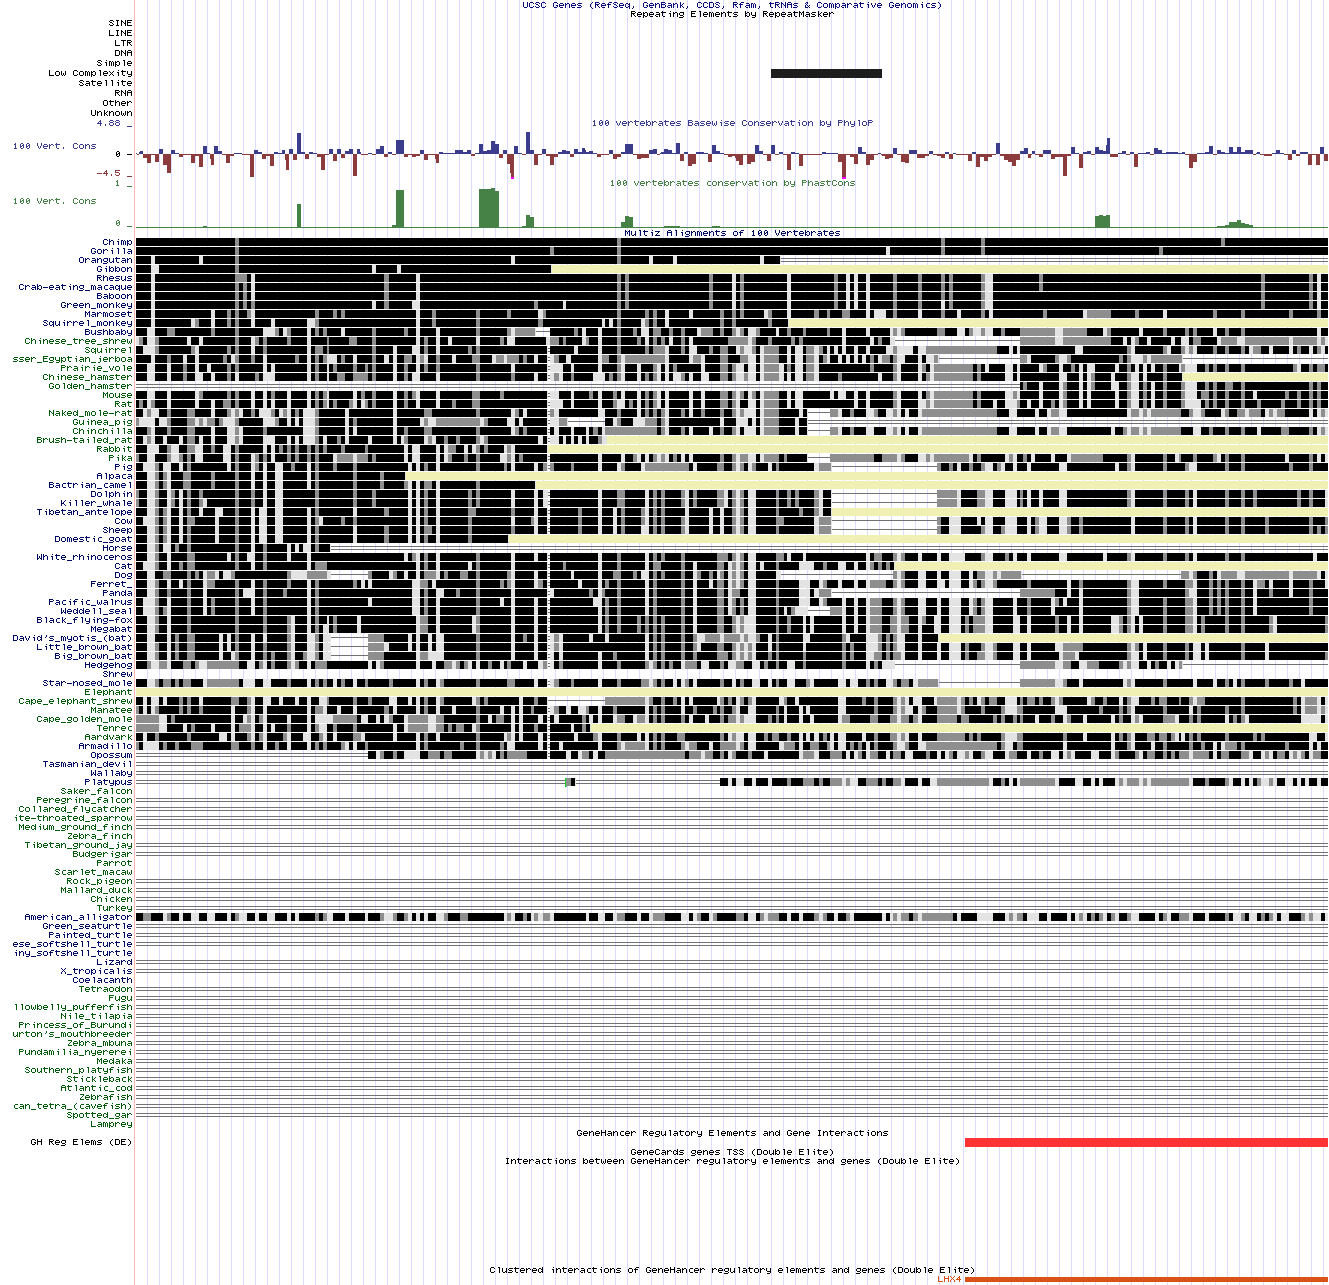 UCSC Genes (RefSeq, GenBank, CCDS, Rfam, tRNAs & Comparative Genomics)
Repeating Elements by RepeatMasker
SINE
LINE
LTR
DNA
Simple
Low Complexity
Satellite
RNA
Other
Unknown
4.88 _
100 vertebrates Basewise Conservation by PhyloP
100 Vert. Cons
0 -
-4.5 _
100 vertebrates conservation by PhastCons
1 _
100 Vert. Cons
0 _
Multiz Alignments of 100 Vertebrates
Chimp
Gorilla
Orangutan
Gibbon
Rhesus
Crab-eating_macaque
Baboon
Green_monkey
Marmoset
Squirrel_monkey
Bushbaby
Chinese_tree_shrew
Squirrel
sser_Egyptian_jerboa
Prairie_vole
Chinese_hamster
Golden_hamster
Mouse
Rat
Naked_mole-rat
Guinea_pig
Chinchilla
Brush-tailed_rat
Rabbit
Pika
Pig
Alpaca
Bactrian_camel
Dolphin
Killer_whale
Tibetan_antelope
Cow
Sheep
Domestic_goat
Horse
White_rhinoceros
Cat
Dog
Ferret_
Panda
Pacific_walrus
Weddell_seal
Black_flying-fox
Megabat
David's_myotis_(bat)
Little_brown_bat
Big_brown_bat
Hedgehog
Shrew
Star-nosed_mole
Elephant
Cape_elephant_shrew
Manatee
Cape_golden_mole
Tenrec
Aardvark
Armadillo
Opossum
Tasmanian_devil
Wallaby
Platypus
Saker_falcon
Peregrine_falcon
Collared_flycatcher
ite-throated_sparrow
Medium_ground_finch
Zebra_finch
Tibetan_ground_jay
Budgerigar
Parrot
Scarlet_macaw
Rock_pigeon
Mallard_duck
Chicken
Turkey
American_alligator
Green_seaturtle
Painted_turtle
ese_softshell_turtle
iny_softshell_turtle
Lizard
X_tropicalis
Coelacanth
Tetraodon
Fugu
llowbelly_pufferfish
Nile_tilapia
Princess_of_Burundi
urton's_mouthbreeder
Zebra_mbuna
Pundamilia_nyererei
Medaka
Southern_platyfish
Stickleback
Atlantic_cod
Zebrafish
can_tetra_(cavefish)
Spotted_gar
Lamprey
GeneHancer Regulatory Elements and Gene Interactions
GH Reg Elems (DE)
GeneCards genes TSS (Double Elite)
Interactions between GeneHancer regulatory elements and genes (Double Elite)
Clustered interactions of GeneHancer regulatory elements and genes (Double Elite)
LHX4